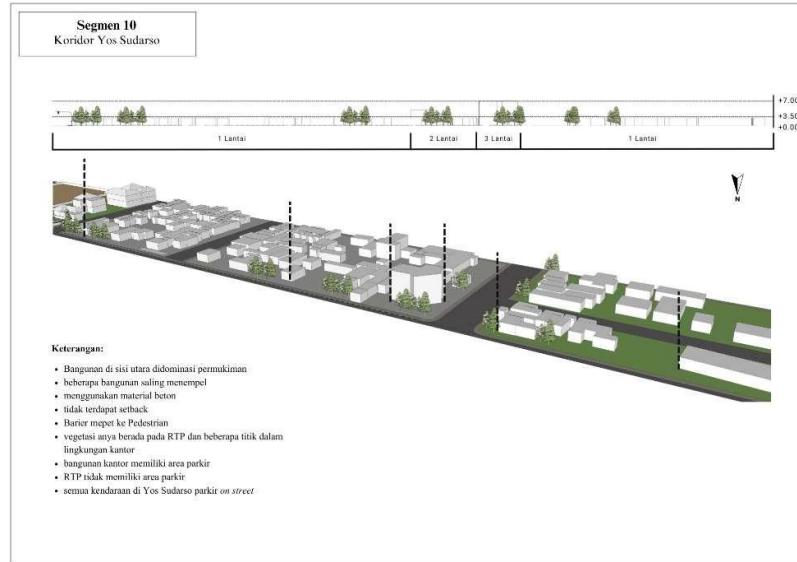 Segmen 10
Koridor Yos Sudarso
+7.00
+3.50
+0.00
1 Lantai
2 Lantai
3 Lantai
1 Lantai
N
Keterangan:
• Bangunan di sisi utara didominasi permukiman
• beberapa bangunan saling menempel
• menggunakan material beton
• tidak terdapat setback
• Barier mepet ke Pedestrian
• vegetasi anya berada pada RTP dan beberapa titik dalam
lingkungan kantor
• bangunan kantor memiliki area parkir
• RTP tidak memiliki area parkir
• semua kendaraan di Yos Sudarso parkir on street